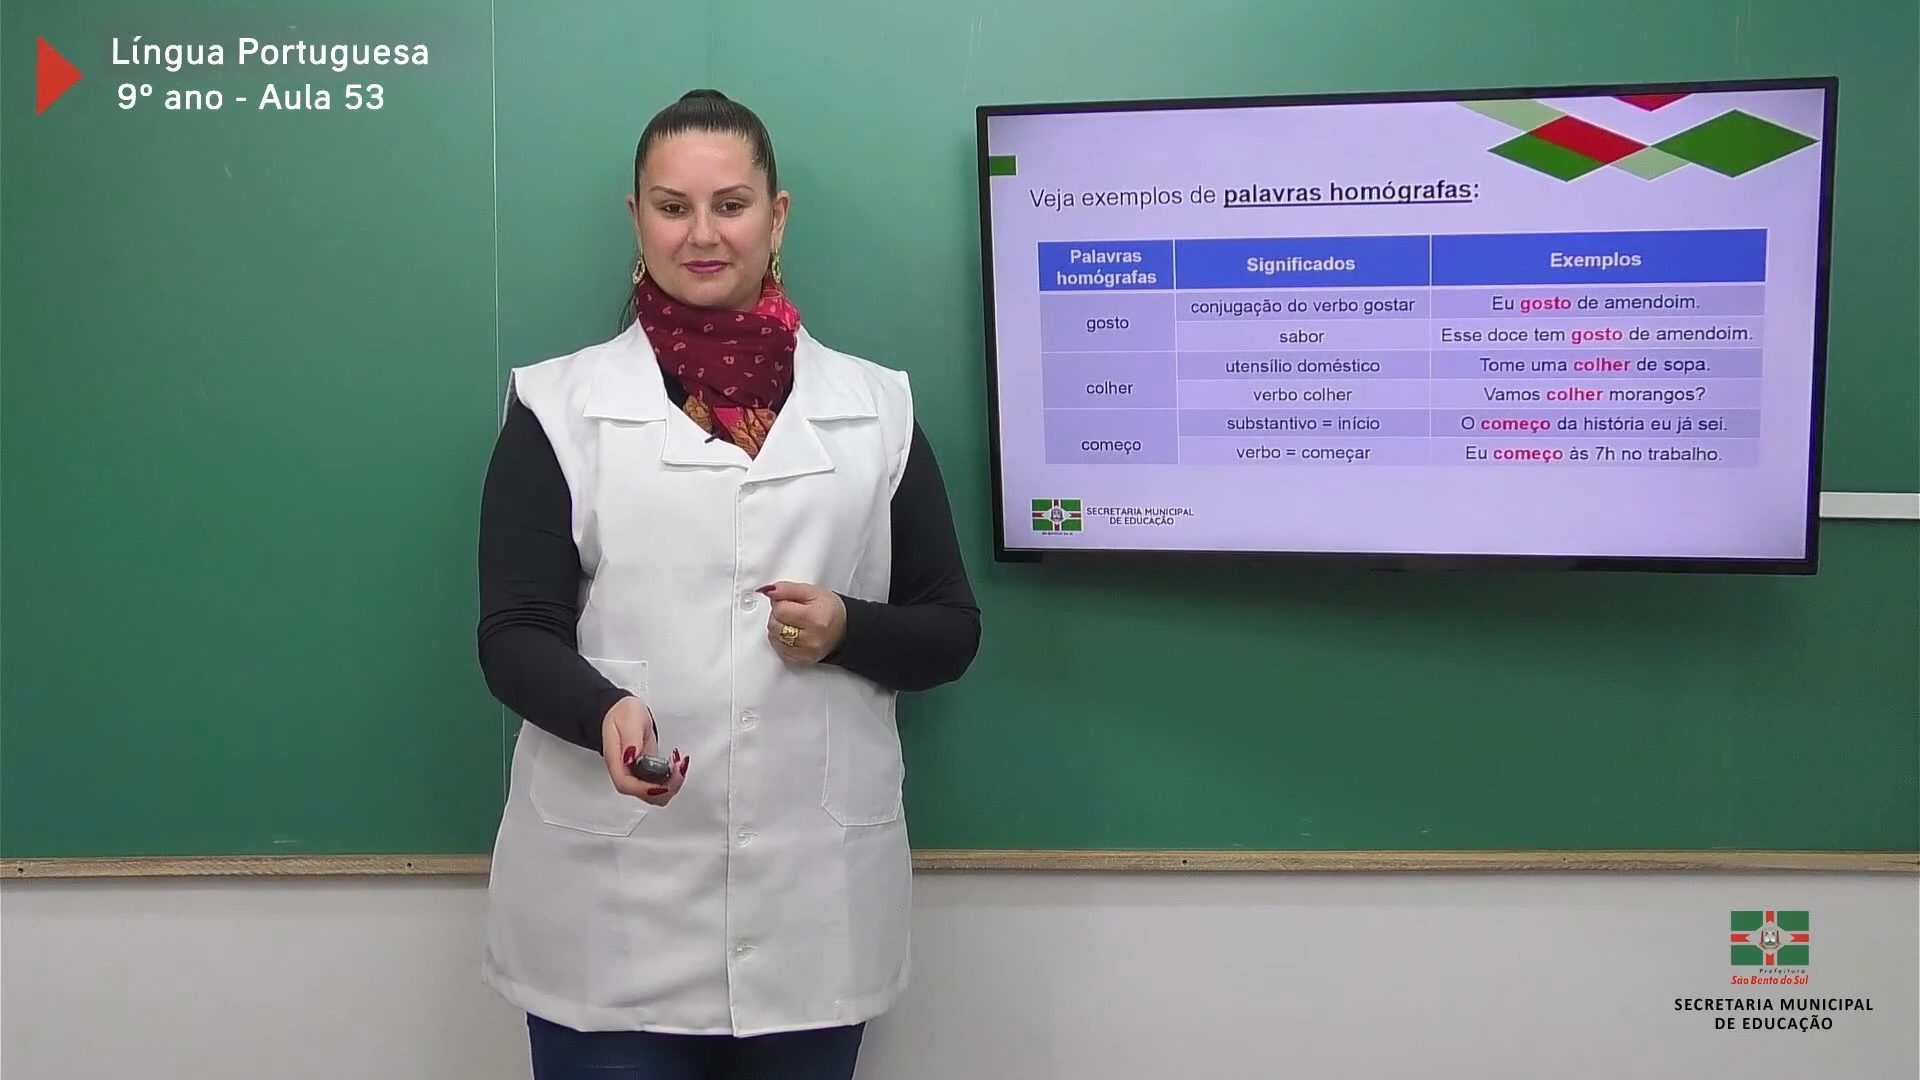 Língua Portuguesa
9º ano - Aula 53
Veja exemplos de palavras homógrafas:
Palavras homógrafas
Significados
Exemplos
gosto
conjugação do verbo gostar
Eu gosto de amendoim.
sabor
Esse doce tem gosto de amendoim.
colher
utensílio doméstico
Tome uma colher de sopa.
verbo colher
Vamos colher morangos?
começo
substantivo = início
O começo da história eu já sei.
verbo = começar
Eu começo às 7h no trabalho.
SECRETARIA MUNICIPAL
DE EDUCAÇÃO
Prefeitura
São Bento do Sul
SECRETARIA MUNICIPAL
DE EDUCAÇÃO